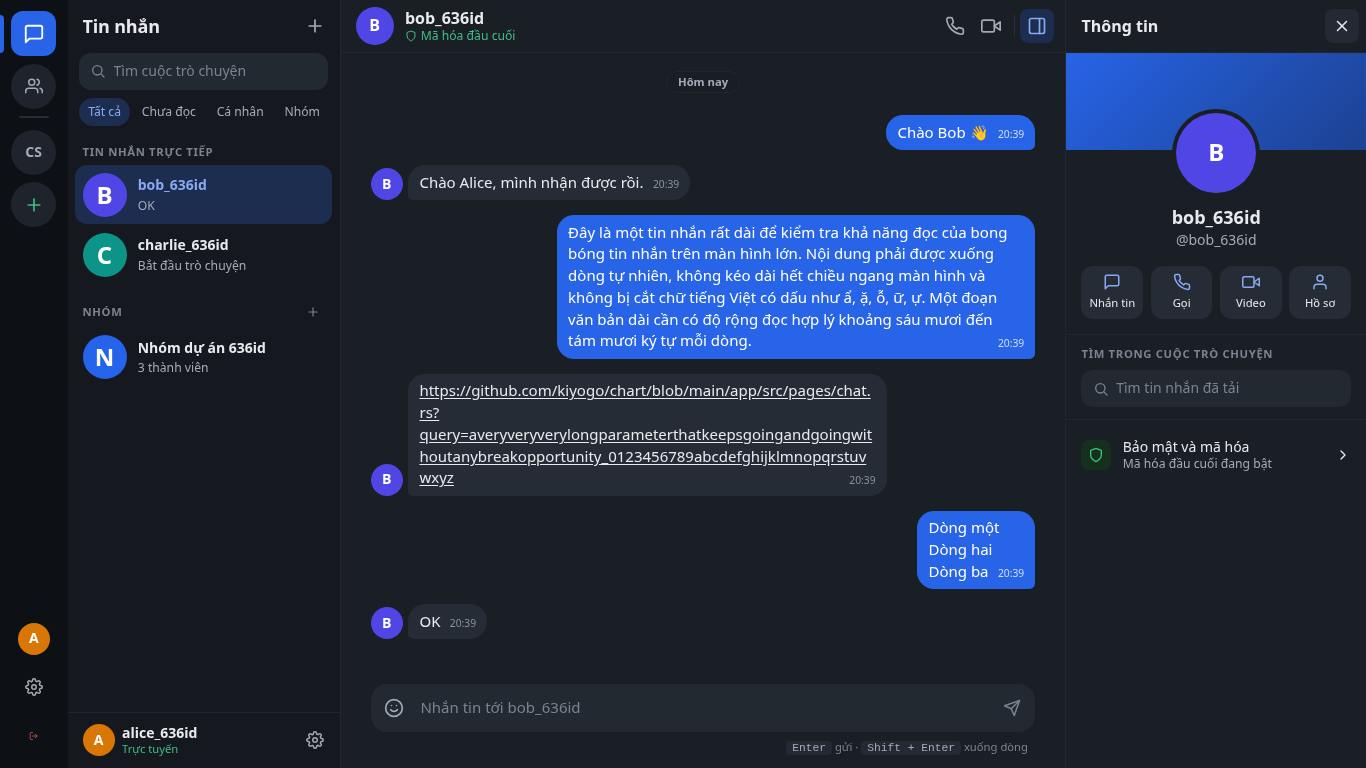 Tin nhắn
Tìm cuộc trò chuyện
Tất cả
Chưa đọc
Cá nhân
Nhóm
CS
TIN NHẮN TRỰC TIẾP
B
bob_636id
OK
C
charlie_636id
Bắt đầu trò chuyện
NHÓM
N
Nhóm dự án 636id
3 thành viên
A
A
alice_636id
Trực tuyến
B
bob_636id
Mã hóa đầu cuối
Hôm nay
Chào Bob 👋 20:39
B
Chào Alice, mình nhận được rồi. 20:39
Đây là một tin nhắn rất dài để kiểm tra khả năng đọc của bong
bóng tin nhắn trên màn hình lớn. Nội dung phải được xuống
dòng tự nhiên, không kéo dài hết chiều ngang màn hình và
không bị cắt chữ tiếng Việt có dấu như ẩ, ặ, ỗ, ữ, ự. Một đoạn
văn bản dài cần có độ rộng đọc hợp lý khoảng sáu mươi đến
tám mươi ký tự mỗi dòng. 20:39
https://github.com/kiyogo/chart/blob/main/app/src/pages/chat.
rs?
query=averyveryverylongparameterthatkeepsgoingandgoingwit
houtanybreakopportunity_0123456789abcdefghijklmnopqrstuv
wxyz 20:39
B
Dòng một
Dòng hai
Dòng ba 20:39
B
OK 20:39
Nhắn tin tới bob_636id
Enter gửi · Shift + Enter xuống dòng
Thông tin
B
bob_636id
@bob_636id
Nhắn tin
Gọi
Video
Hồ sơ
TÌM TRONG CUỘC TRÒ CHUYỆN
Tìm tin nhắn đã tải
Bảo mật và mã hóa
Mã hóa đầu cuối đang bật